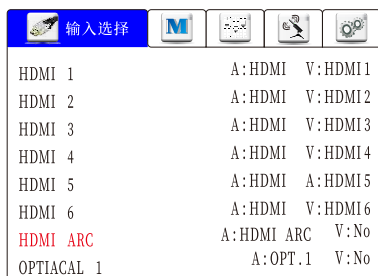 输入选择 M
HDMI 1 A:HDMI V:HDMI1
HDMI 2 A:HDMI V:HDMI2
HDMI 3 A:HDMI V:HDMI3
HDMI 4 A:HDMI V:HDMI4
HDMI 5 A:HDMI A:HDMI5
HDMI 6 A:HDMI V:HDMI6
HDMI ARC A:HDMI ARC V:No
OPTIACAL 1 A:OPT.1 V:No